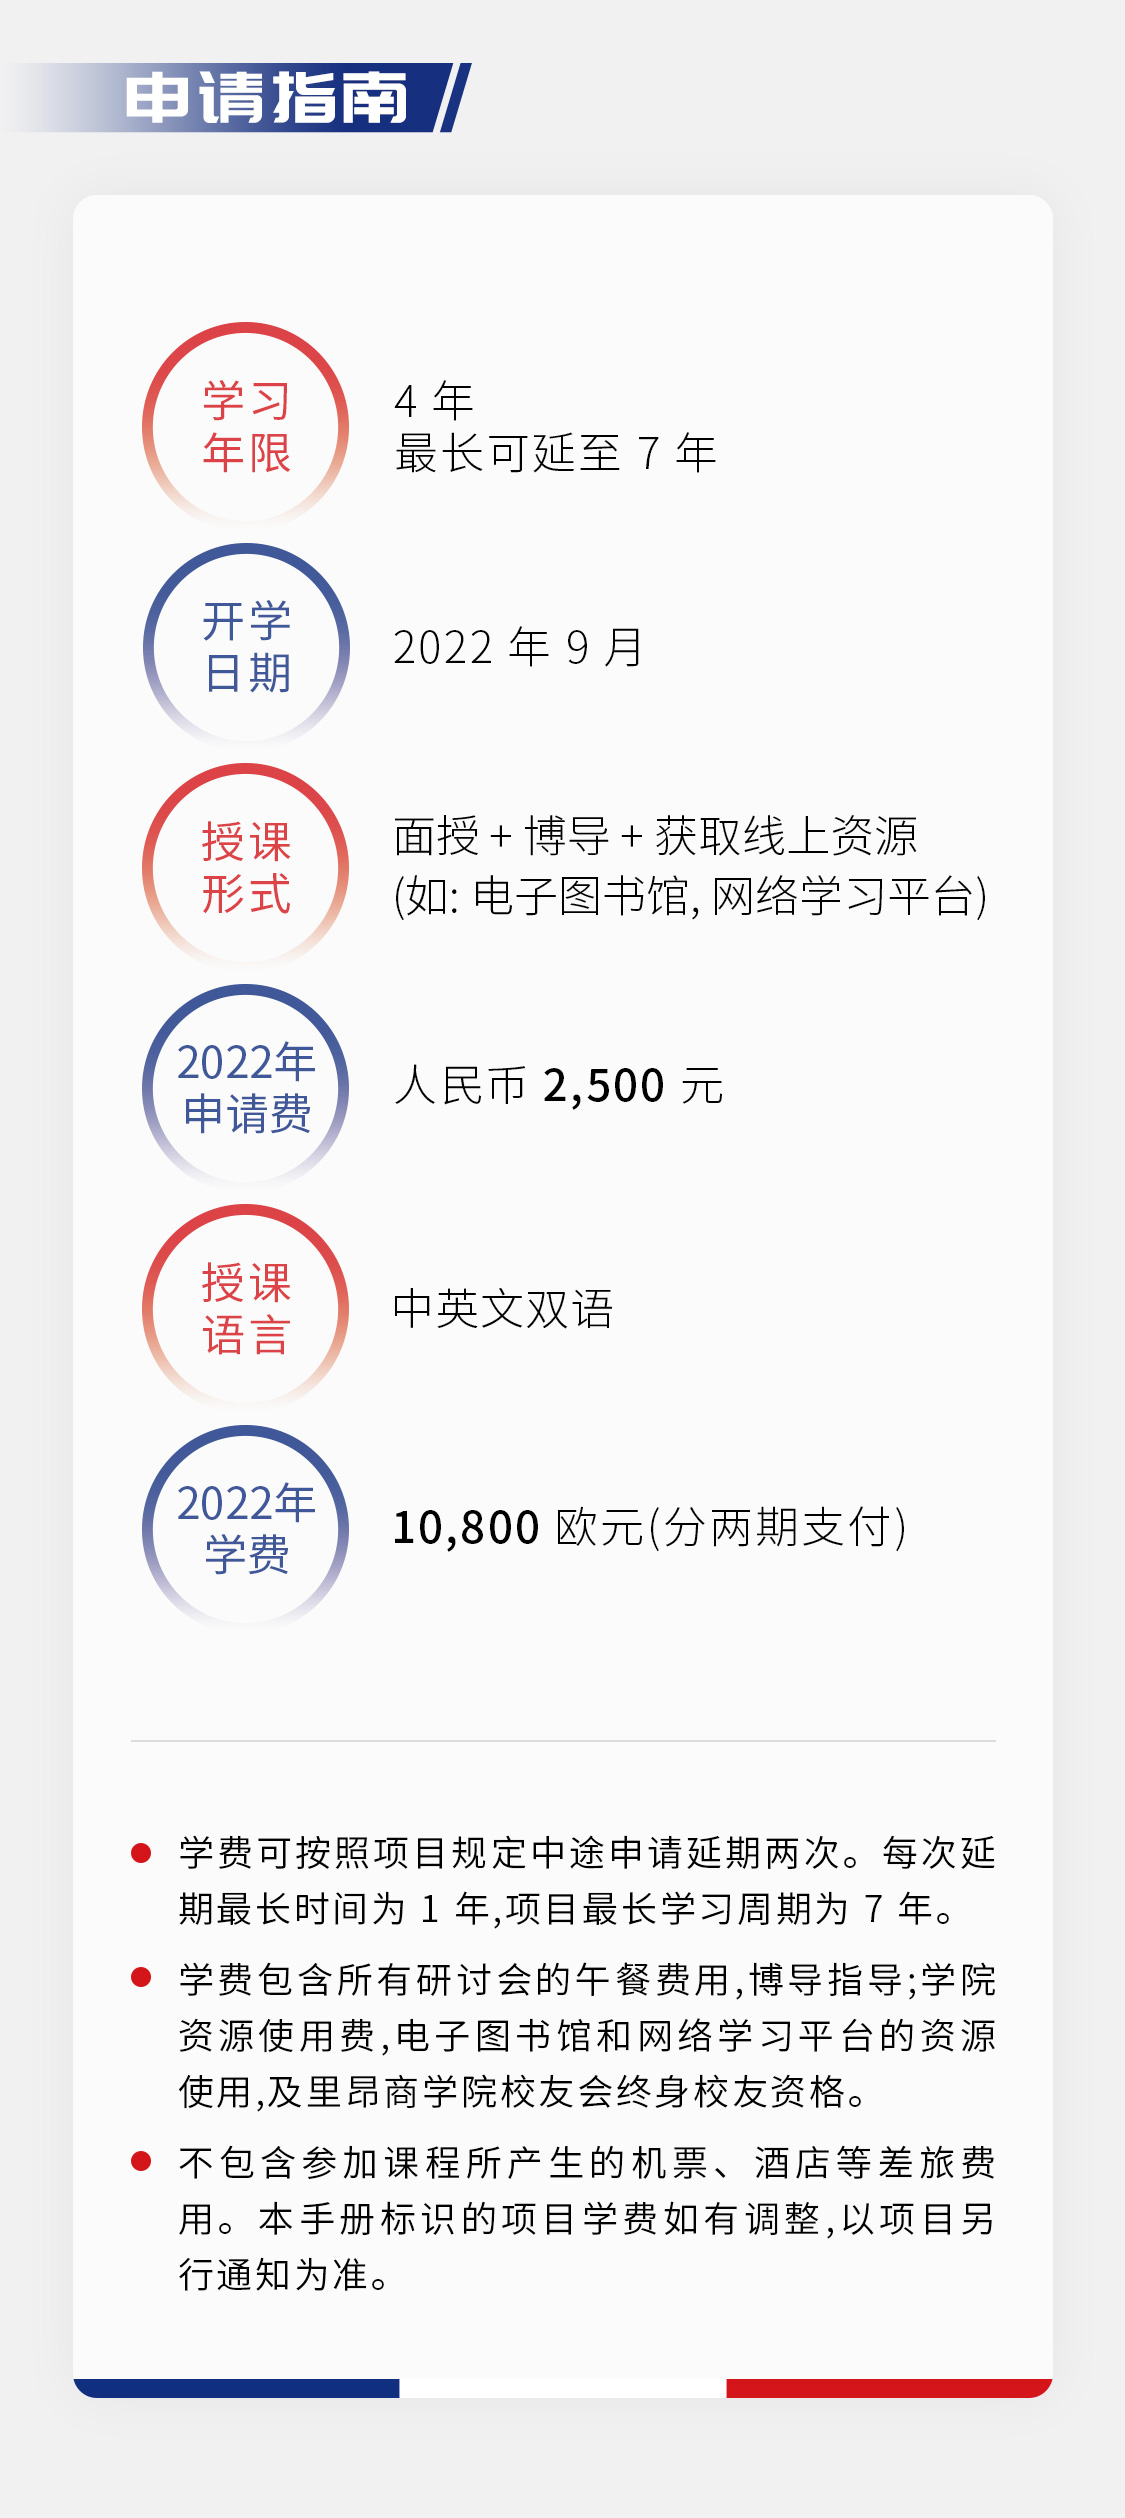 申请指南
学习
年限
4 年
最长可延至 7 年
开学
日期
2022 年 9 月
授课
形式
面授 + 博导 + 获取线上资源
(如: 电子图书馆, 网络学习平台)
2022年
申请费
人民币 2,500 元
授课
语言
中英文双语
2022年
学费
10,800 欧元(分两期支付)
学费可按照项目规定中途申请延期两次。每次延
期最长时间为 1 年,项目最长学习周期为 7 年。
学费包含所有研讨会的午餐费用,博导指导;学院
资源使用费,电子图书馆和网络学习平台的资源
使用,及里昂商学院校友会终身校友资格。
不包含参加课程所产生的机票、酒店等差旅费
用。本手册标识的项目学费如有调整,以项目另
行通知为准。